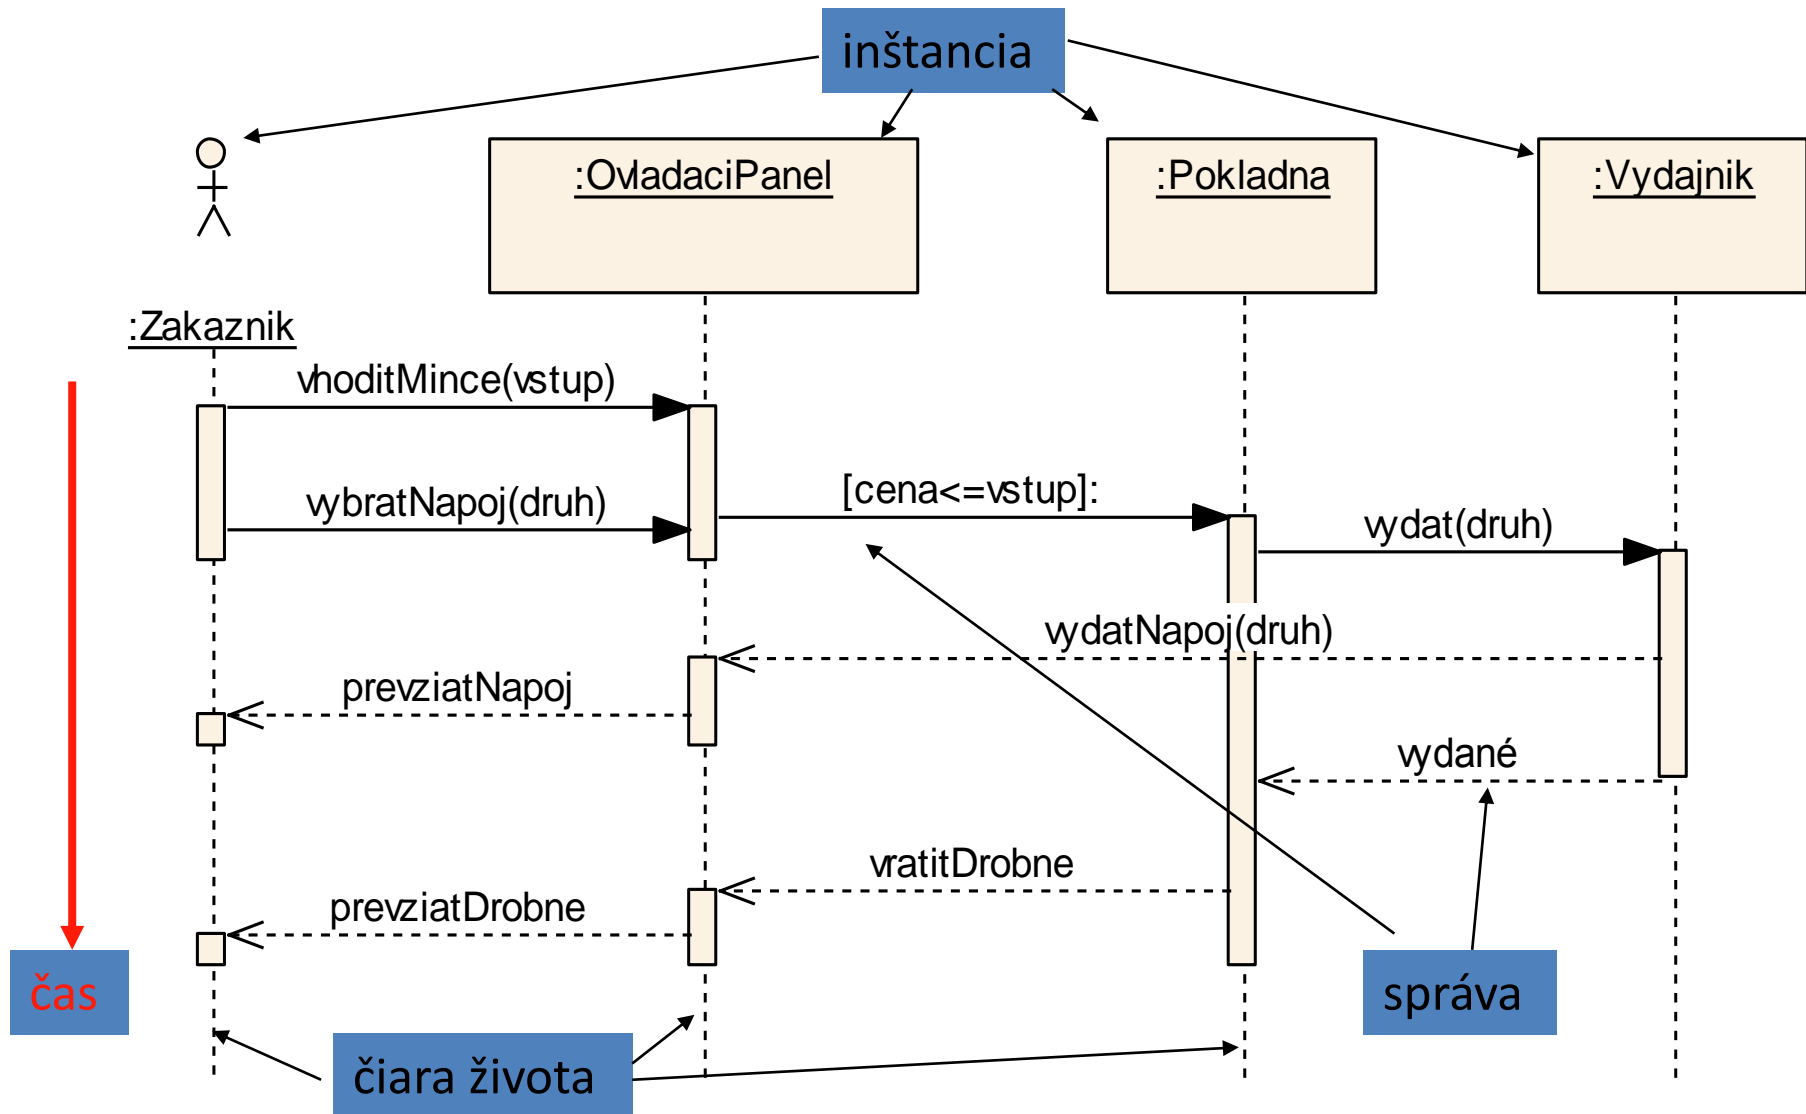 inštancia
:OvladaciPanel
:Pokladna
:Vydajnik
:Zakaznik
vhoditMince(vstup)
vybratNapoj(druh)
[cena<=vstup]:
vydat(druh)
vydatNapoj(druh)
prevziatNapoj
vydané
vratitDrobne
prevziatDrobne
čas
správa
čiara života